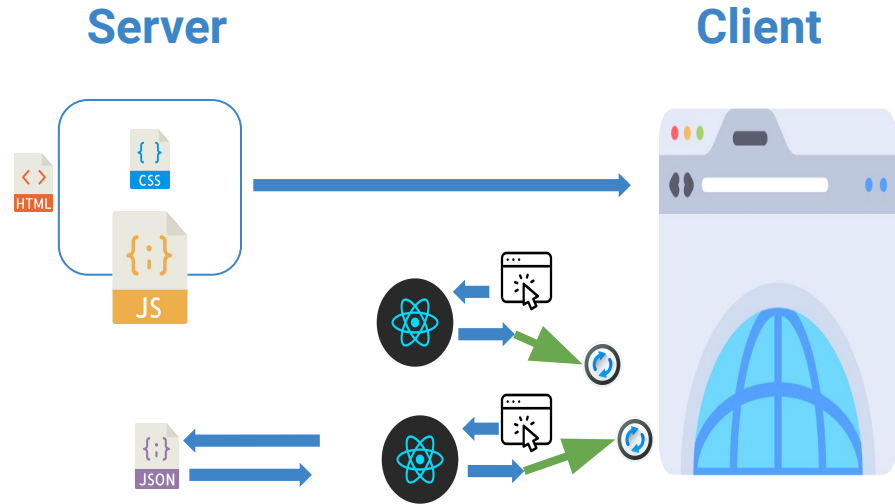 Server
Client
{ }
CSS
< >
HTML
{;}
JS
{;}
JSON